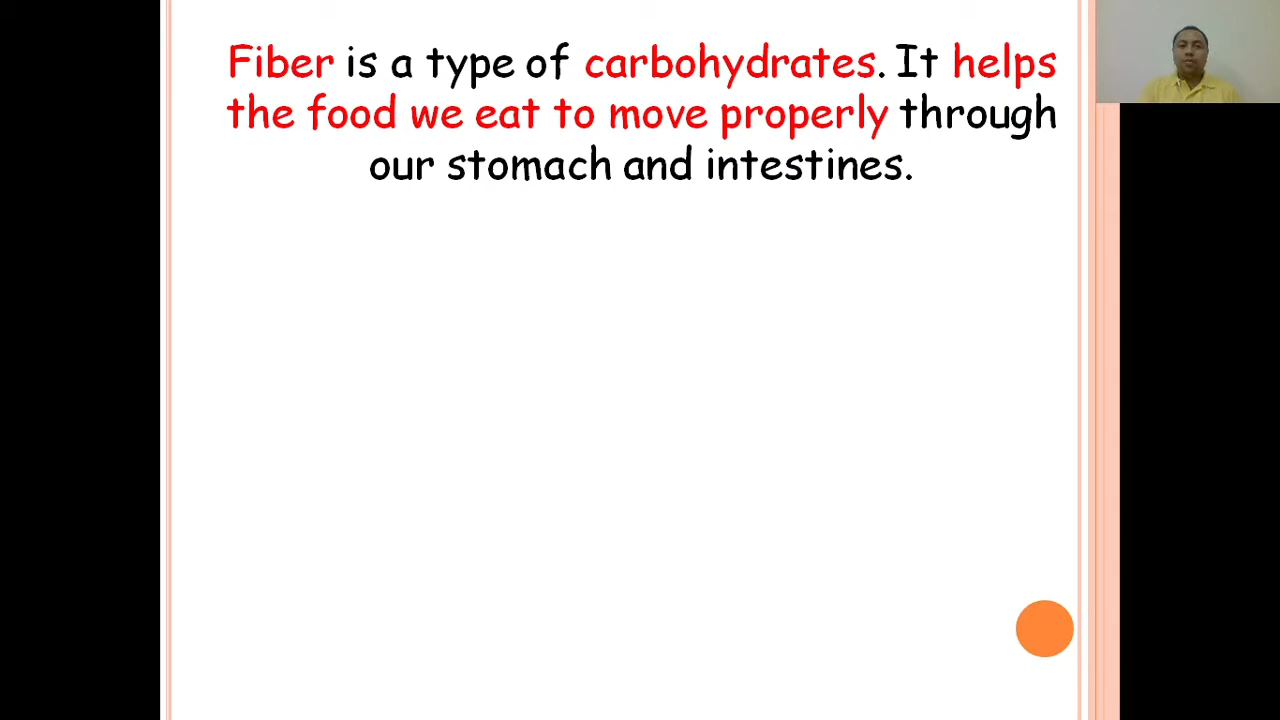 Fiber is a type of carbohydrates. It helps
the food we eat to move properly through
our stomach and intestines.